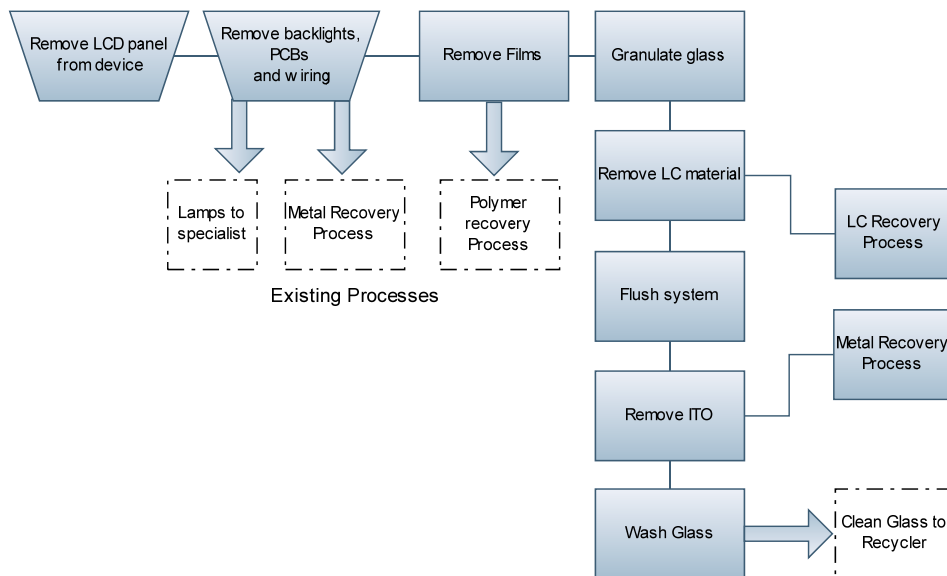 Remove LCD panel
from device
Remove backlights,
PCBs
and wiring
Remove Films
Granulate glass
Remove LC material
LC Recovery
Process
Lamps to
specialist
Metal Recovery
Process
Polymer
recovery
Process
Existing Processes
Flush system
Metal Recovery
Process
Remove ITO
Wash Glass
Clean Glass to
Recycler